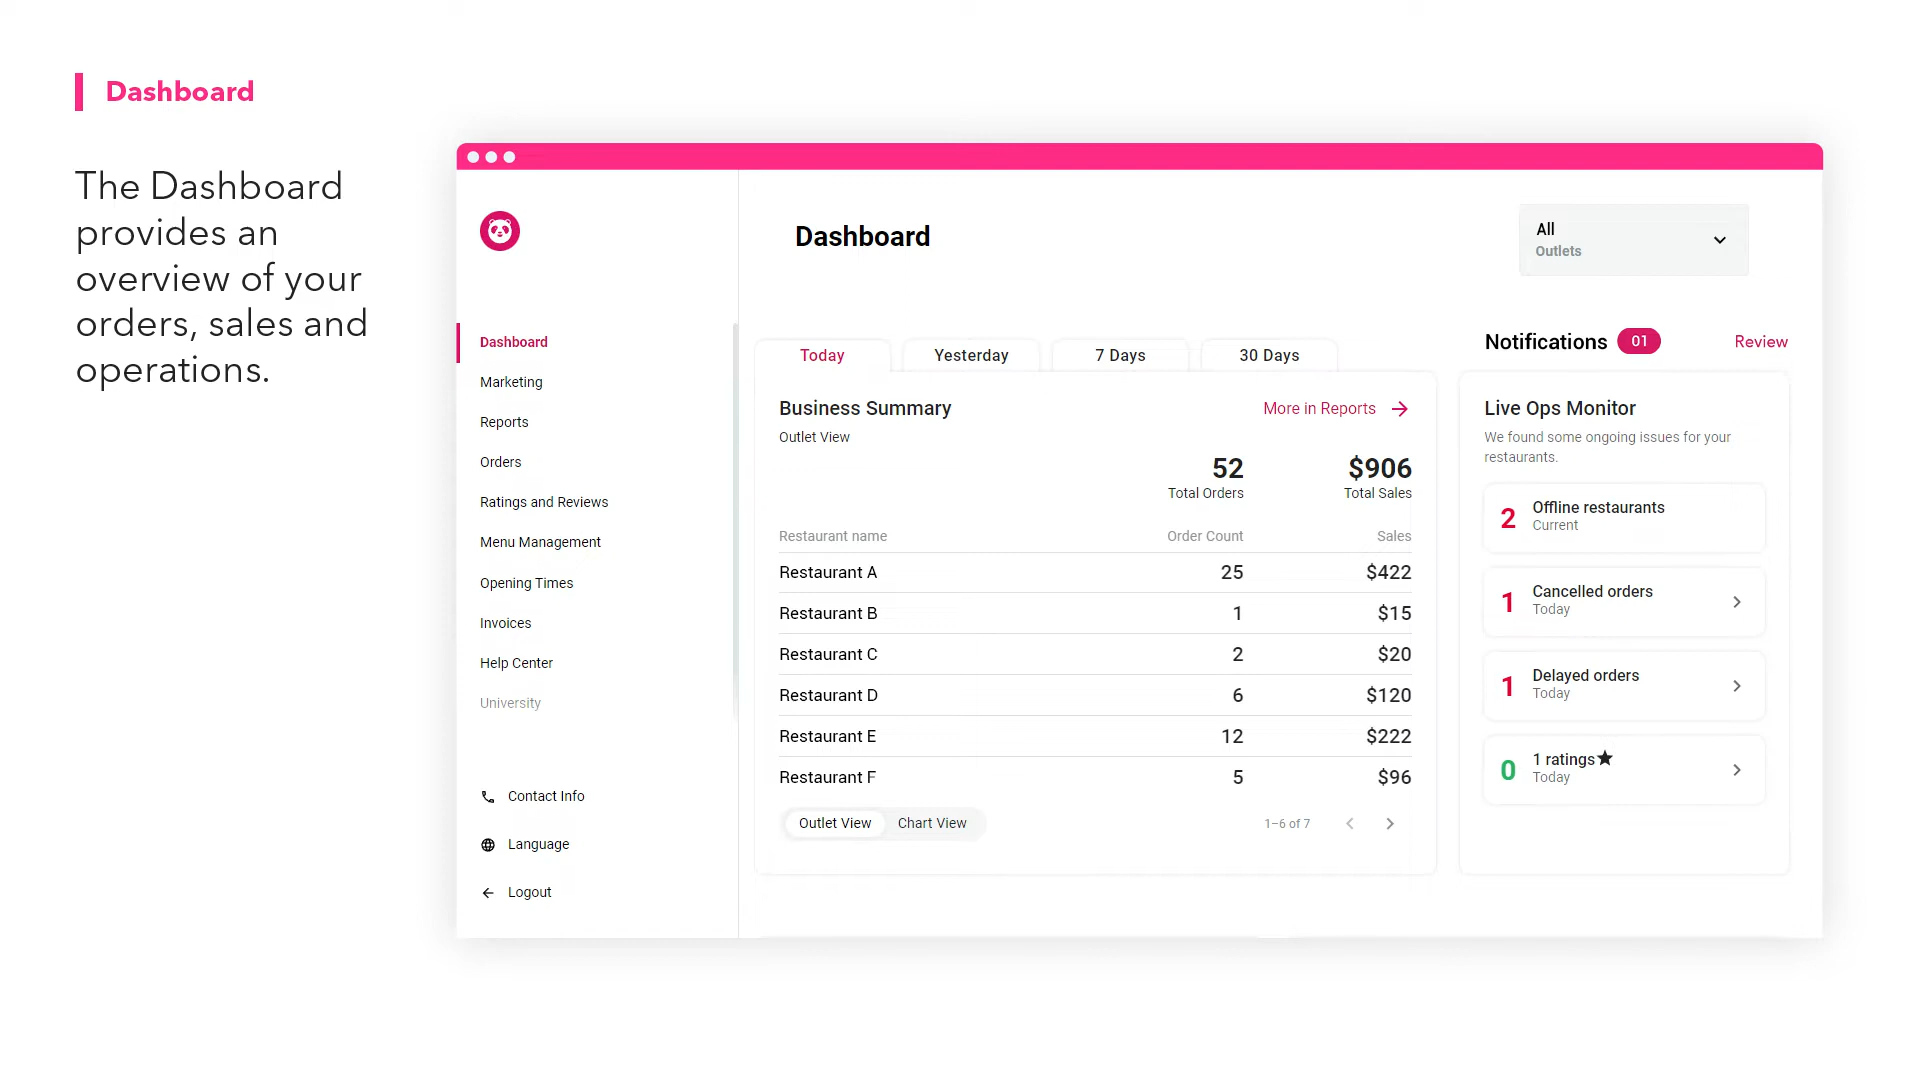 Dashboard
The Dashboard
provides an
overview of your
orders, sales and
operations.
Dashboard
Marketing
Reports
Orders
Ratings and Reviews
Menu Management
Opening Times
Invoices
Help Center
University
Contact Info
Language
Logout
Dashboard
All
Outlets
Today Yesterday 7 Days 30 Days
Business Summary More in Reports
Outlet View
52 $906
Total Orders Total Sales
Restaurant name Order Count Sales
Restaurant A 25 $422
Restaurant B 1 $15
Restaurant C 2 $20
Restaurant D 6 $120
Restaurant E 12 $222
Restaurant F 5 $96
Outlet View Chart View 1–6 of 7
Notifications 01 Review
Live Ops Monitor
We found some ongoing issues for your
restaurants.
2 Offline restaurants
Current
1 Cancelled orders
Today
1 Delayed orders
Today
0 1 ratings★
Today